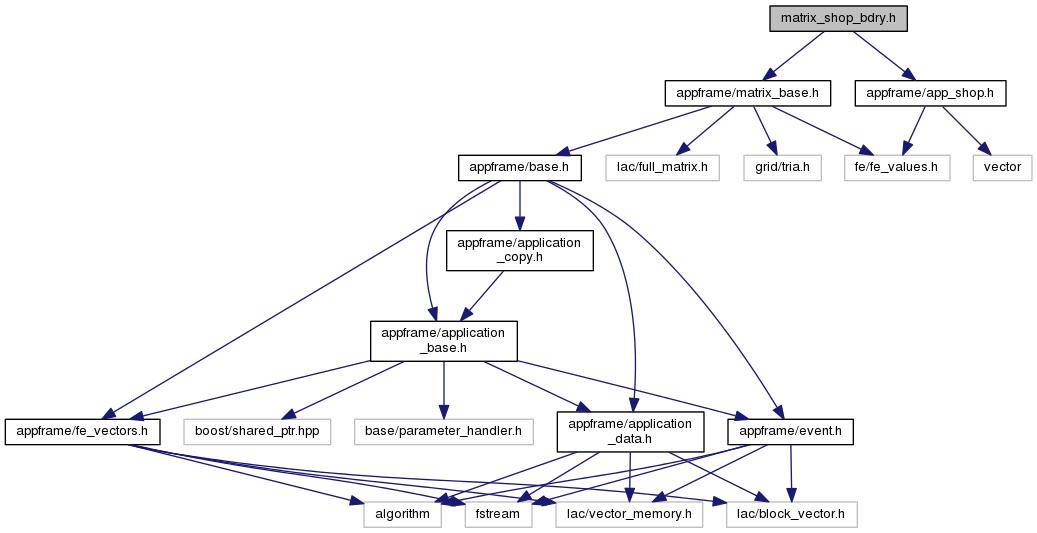 matrix_shop_bdry.h
appframe/matrix_base.h
appframe/app_shop.h
appframe/base.h
lac/full_matrix.h
grid/tria.h
fe/fe_values.h
vector
appframe/application
_copy.h
appframe/application
_base.h
appframe/fe_vectors.h
boost/shared_ptr.hpp
base/parameter_handler.h
appframe/application
_data.h
appframe/event.h
algorithm
fstream
lac/vector_memory.h
lac/block_vector.h